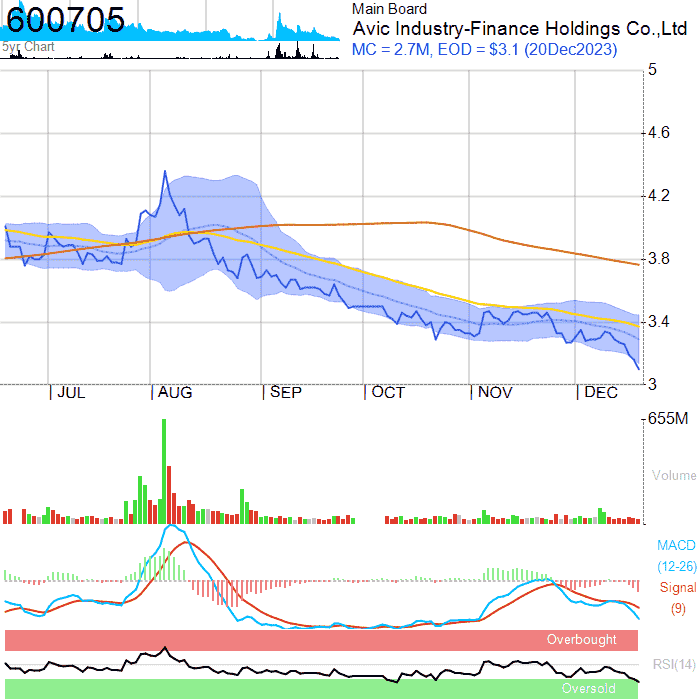 600705
5yr Chart
Main Board
Avic Industry-Finance Holdings Co.,Ltd
MC = 2.7M, EOD = $3.1 (20Dec2023)
5
4.6
4.2
3.8
3.4
3
JUL AUG SEP OCT NOV DEC
655M
Volume
MACD
(12-26)
Signal
(9)
Overbought
RSI(14)
Oversold